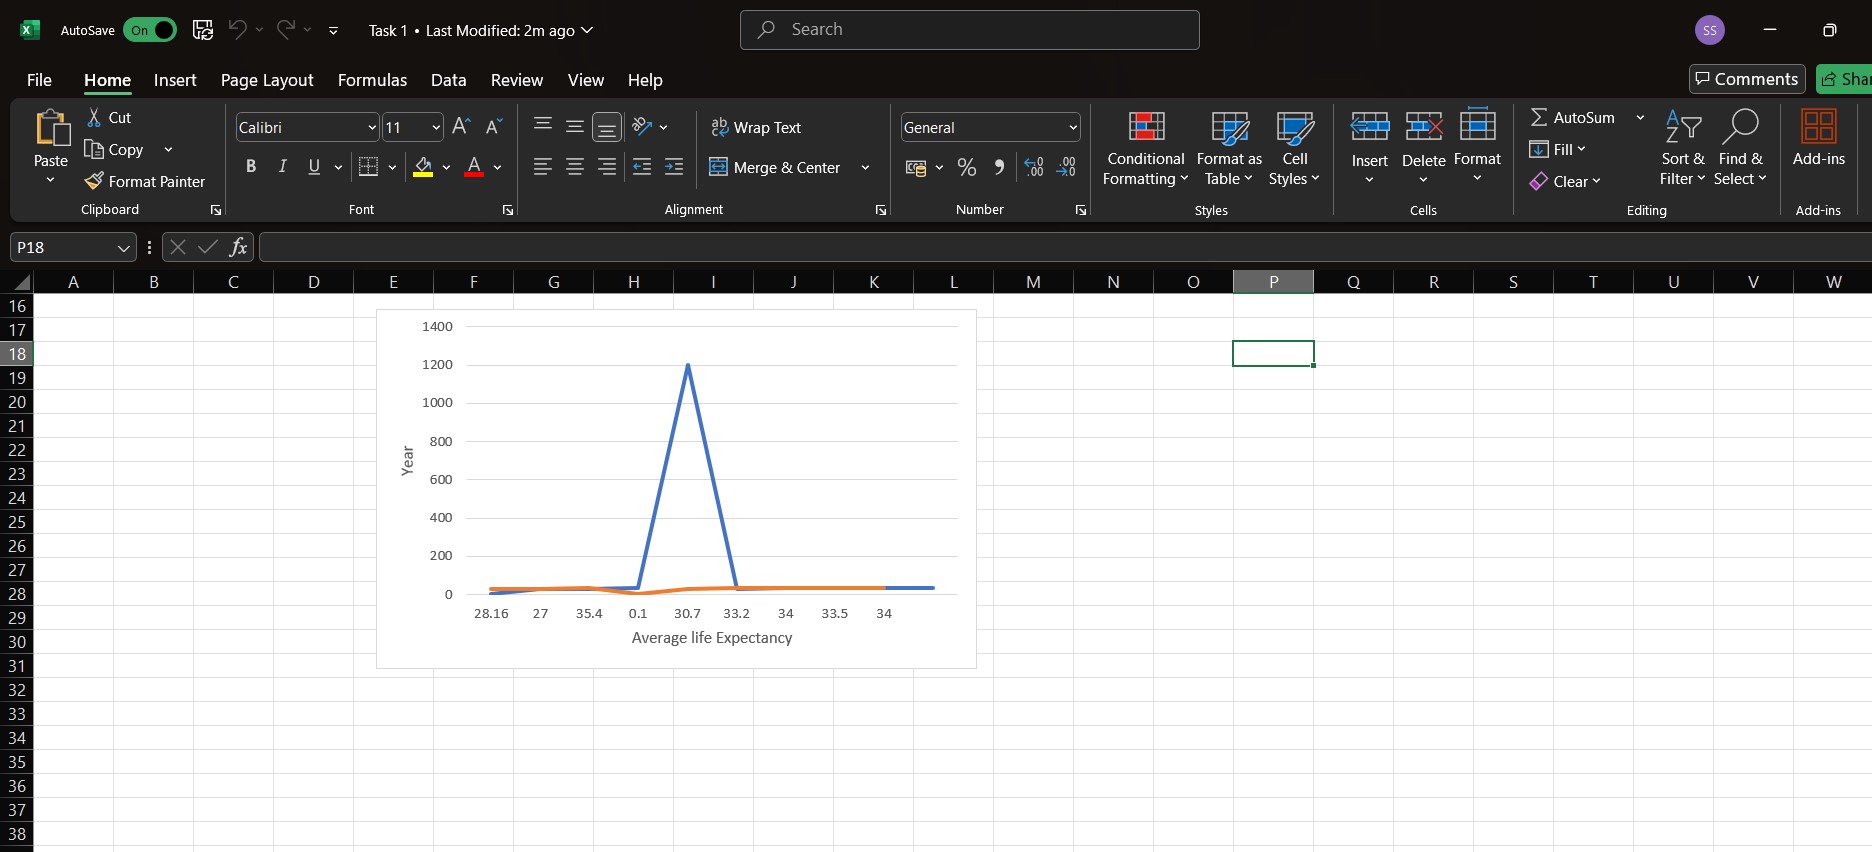 AutoSave On Task 1 • Last Modified: 2m ago Search SS
File Home Insert Page Layout Formulas Data Review View Help Comments Shar
Paste Cut Copy Format Painter Clipboard
Calibri 11 B I U A A Font
ab Wrap Text Merge & Center Alignment
General % 9 .00 .00 Number
Conditional Formatting Format as Table Cell Styles Styles
Insert Delete Format Cells
AutoSum Fill Clear Sort & Filter Find & Select Editing
Add-ins Add-ins
P18 fx
A B C D E F G H I J K L M N O P Q R S T U V W
16
17
18
19
20
21
22
23
24
25
26
27
28
29
30
31
32
33
34
35
36
37
38
1400
1200
1000
800
600
400
200
0
Year
28.16 27 35.4 0.1 30.7 33.2 34 33.5 34
Average life Expectancy